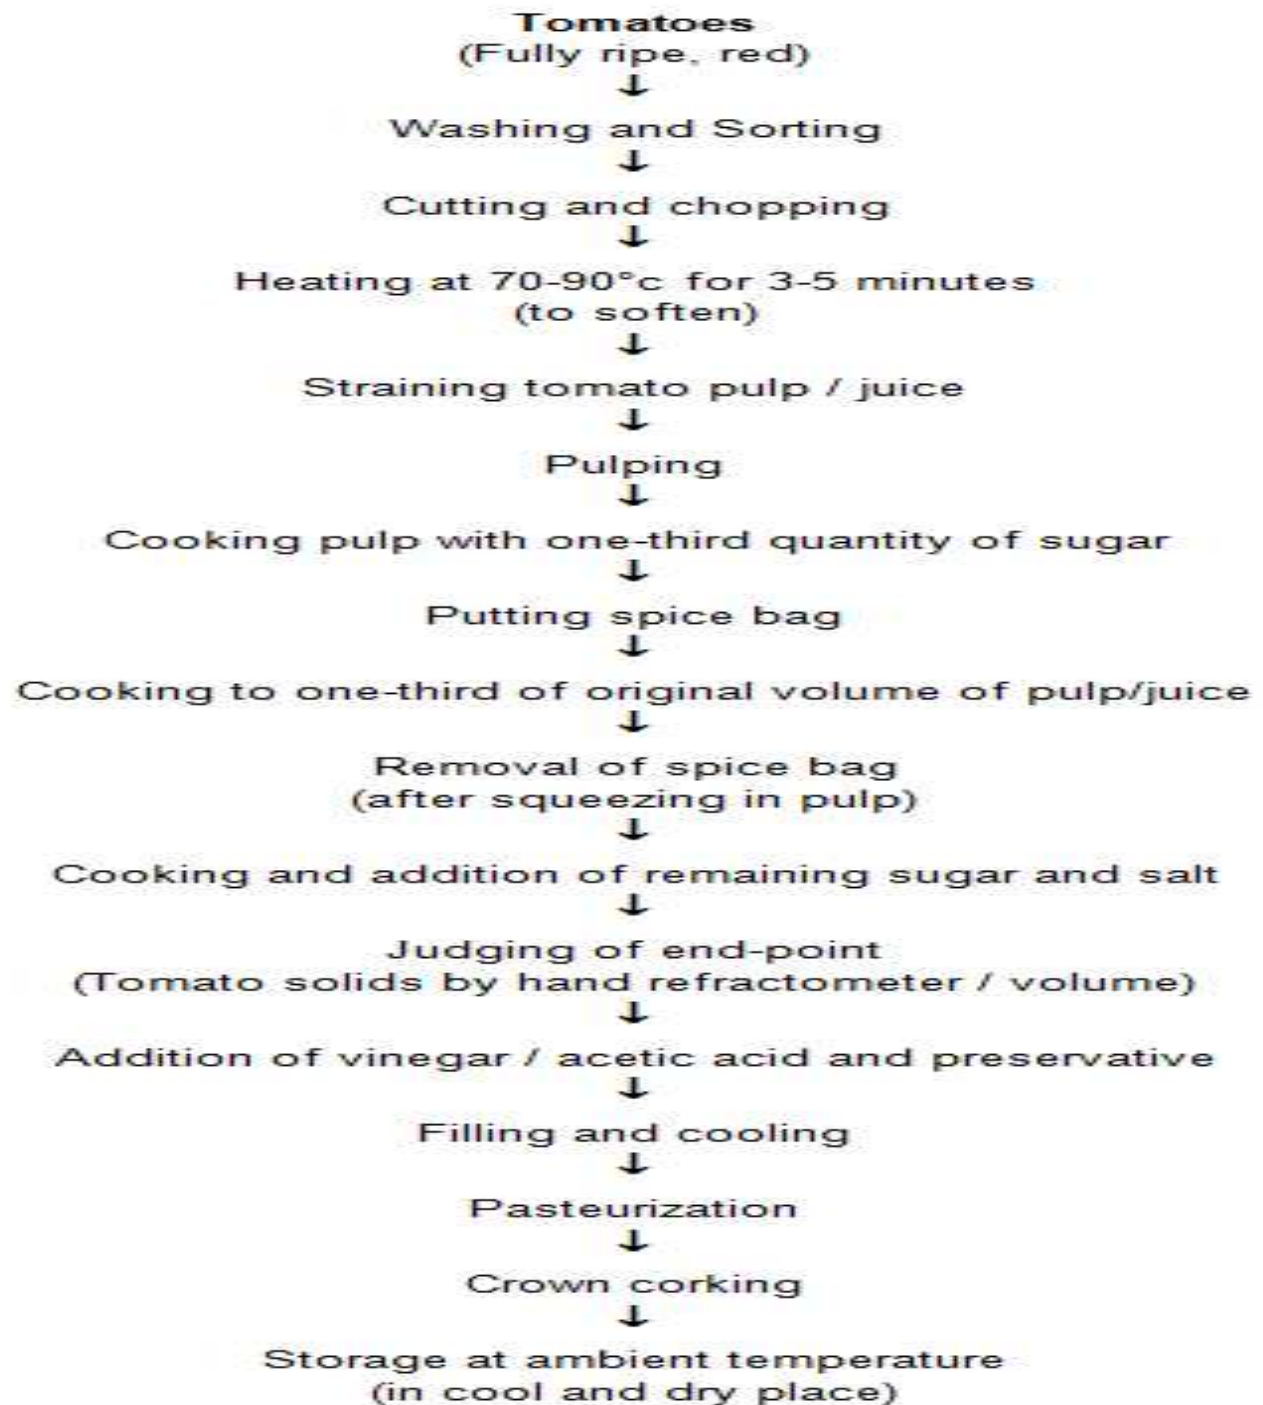 Tomatoes
(Fully ripe, red)
↓
Washing and Sorting
↓
Cutting and chopping
↓
Heating at 70-90°c for 3-5 minutes
(to soften)
↓
Straining tomato pulp / juice
↓
Pulping
↓
Cooking pulp with one-third quantity of sugar
↓
Putting spice bag
↓
Cooking to one-third of original volume of pulp/juice
↓
Removal of spice bag
(after squeezing in pulp)
↓
Cooking and addition of remaining sugar and salt
↓
Judging of end-point
(Tomato solids by hand refractometer / volume)
↓
Addition of vinegar / acetic acid and preservative
↓
Filling and cooling
↓
Pasteurization
↓
Crown corking
↓
Storage at ambient temperature
(in cool and dry place)